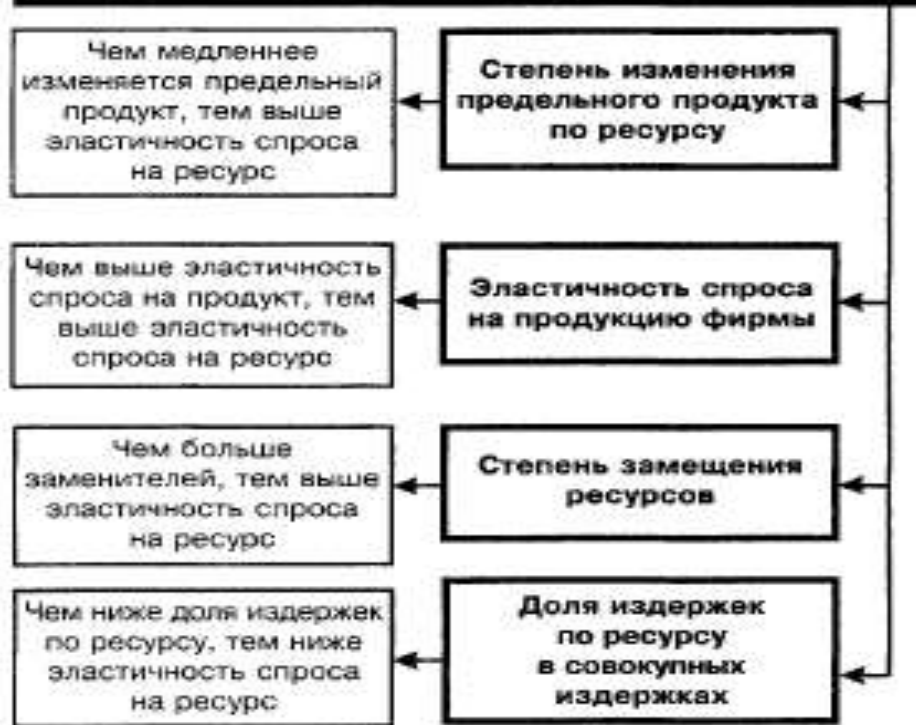 Чем медленнее
изменяется предельный
продукт, тем выше
эластичность спроса
на ресурс
Степень изменения
предельного продукта
по ресурсу
Чем выше эластичность
спроса на продукт, тем
выше эластичность
спроса на ресурс
Эластичность спроса
на продукцию фирмы
Чем больше
заменителей, тем выше
эластичность спроса
на ресурс
Степень замещения
ресурсов
Чем ниже доля издержек
по ресурсу, тем ниже
эластичность спроса
на ресурс
Доля издержек
по ресурсу
в совокупных
издержках